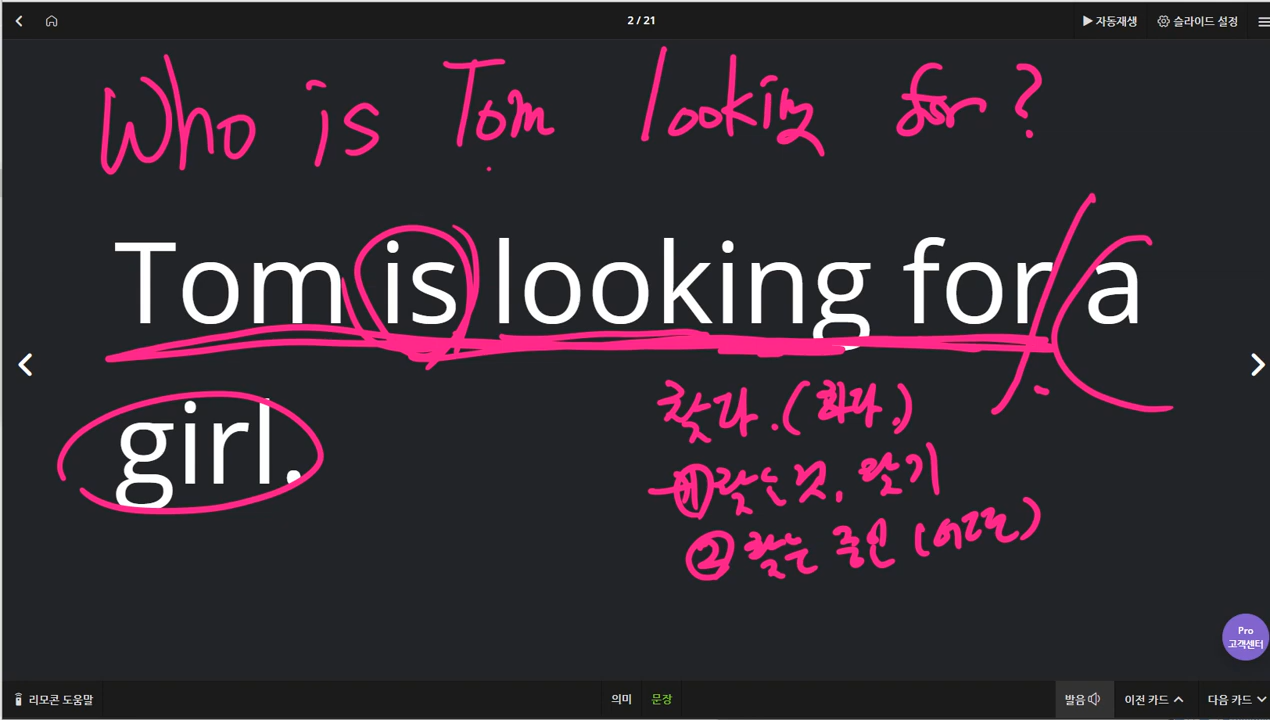 2 / 21
자동재생
슬라이드 설정
Who is Tom looking for?
Tom is looking for a
girl.
찾다. (하다.)
① 찾는 것, 찾기
② 찾는 중인 (어라운)
Pro
고객센터
리모콘 도움말
의미
문장
발음
이전 카드
다음 카드